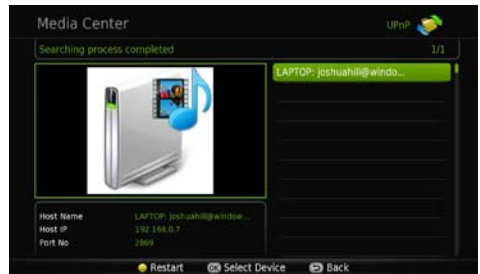 Media Center
UPnP
Searching process completed 1/1
LAPTOP: joshuahill@windo...
Host Name LAPTOP: joshuahill@window...
Host IP 192.168.0.7
Port No 2869
Restart OK Select Device Back